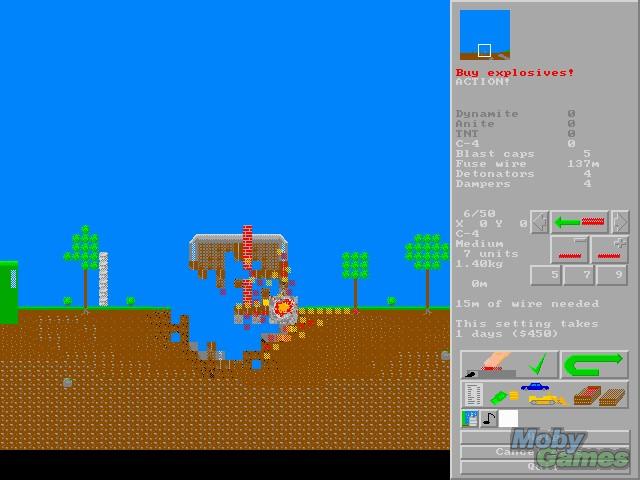 Buy explosives!
ACTION!
Dynamite 0
Anite 0
TNT 0
C-4 0
Blast caps 5
Fuse wire 137m
Detonators 4
Dampers 4
6/50
X 0 Y 0
C-4
Medium
7 units
1.40kg
5 7 9
0m
15m of wire needed
This setting takes
1 days ($450)
Moby
Games